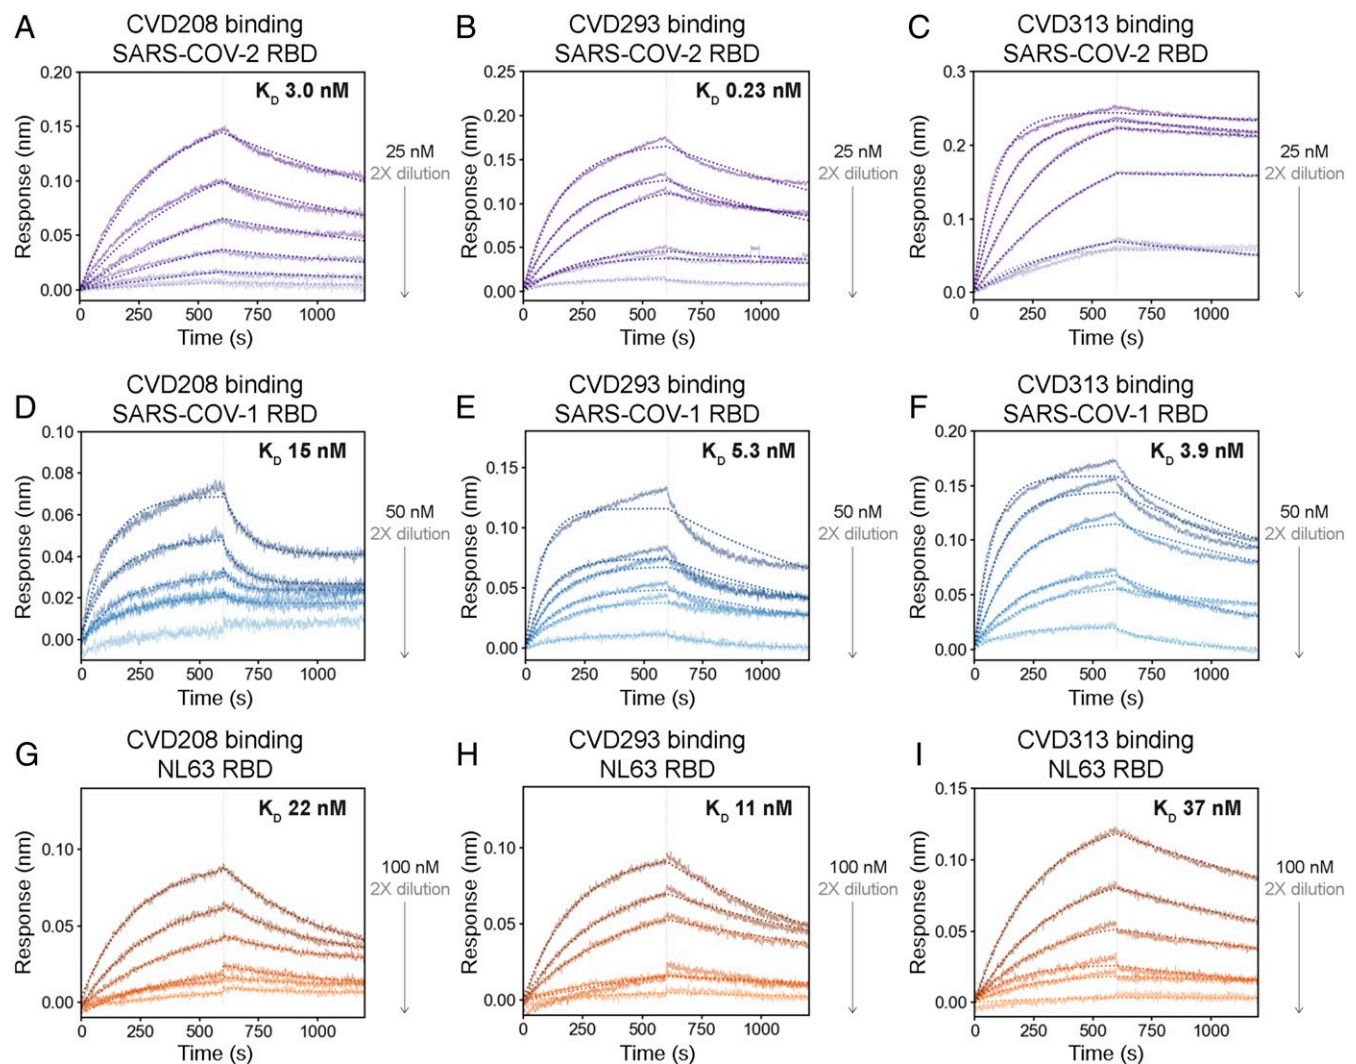 A
CVD208 binding
SARS-COV-2 RBD
0.20
0.15
0.10
0.05
0.00
Response (nm)
K_D 3.0 nM
0 250 500 750 1000
Time (s)
B
CVD293 binding
SARS-COV-2 RBD
0.25
0.20
0.15
0.10
0.05
0.00
Response (nm)
K_D 0.23 nM
25 nM
2X dilution
0 250 500 750 1000
Time (s)
25 nM
2X dilution
C
CVD313 binding
SARS-COV-2 RBD
0.3
0.2
0.1
0.0
Response (nm)
0 250 500 750 1000
Time (s)
25 nM
2X dilution
D
CVD208 binding
SARS-COV-1 RBD
0.10
0.08
0.06
0.04
0.02
0.00
Response (nm)
K_D 15 nM
0 250 500 750 1000
Time (s)
50 nM
2X dilution
E
CVD293 binding
SARS-COV-1 RBD
0.15
0.10
0.05
0.00
Response (nm)
K_D 5.3 nM
0 250 500 750 1000
Time (s)
50 nM
2X dilution
F
CVD313 binding
SARS-COV-1 RBD
0.20
0.15
0.10
0.05
0.00
Response (nm)
K_D 3.9 nM
0 250 500 750 1000
Time (s)
50 nM
2X dilution
G
CVD208 binding
NL63 RBD
0.10
0.05
0.00
Response (nm)
K_D 22 nM
0 250 500 750 1000
Time (s)
100 nM
2X dilution
H
CVD293 binding
NL63 RBD
0.10
0.05
0.00
Response (nm)
K_D 11 nM
0 250 500 750 1000
Time (s)
100 nM
2X dilution
I
CVD313 binding
NL63 RBD
0.15
0.10
0.05
0.00
Response (nm)
K_D 37 nM
0 250 500 750 1000
Time (s)
100 nM
2X dilution